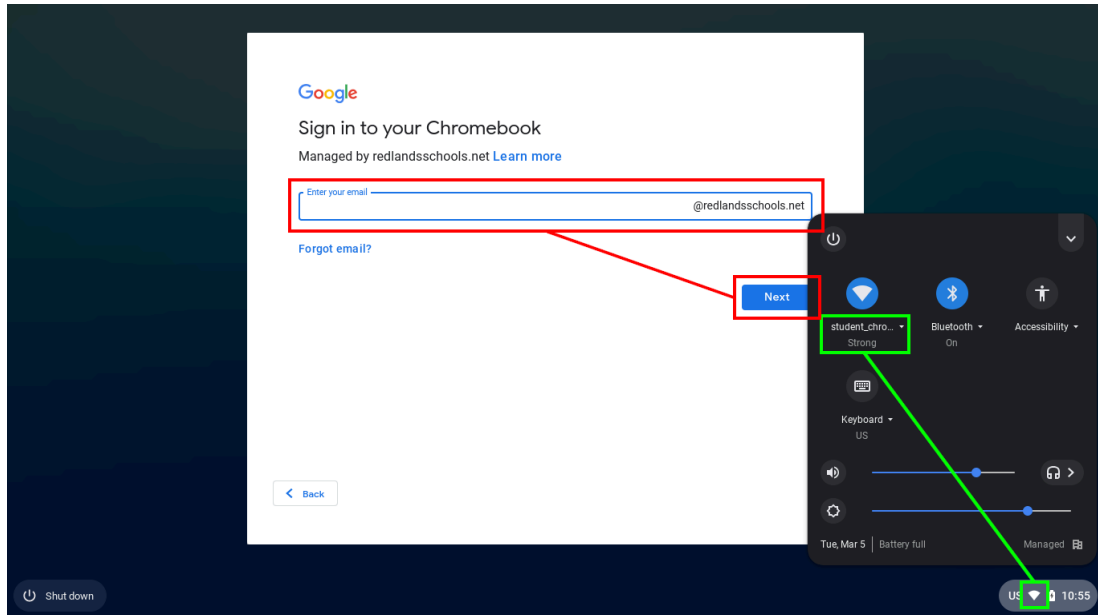 Google
Sign in to your Chromebook
Managed by redlandsschools.net Learn more
Enter your email
@redlandsschools.net
Forgot email?
Next
Back
student_chro...
Strong
Bluetooth
On
Accessibility
Keyboard
US
Tue, Mar 5 Battery full Managed
Shut down
US 10:55